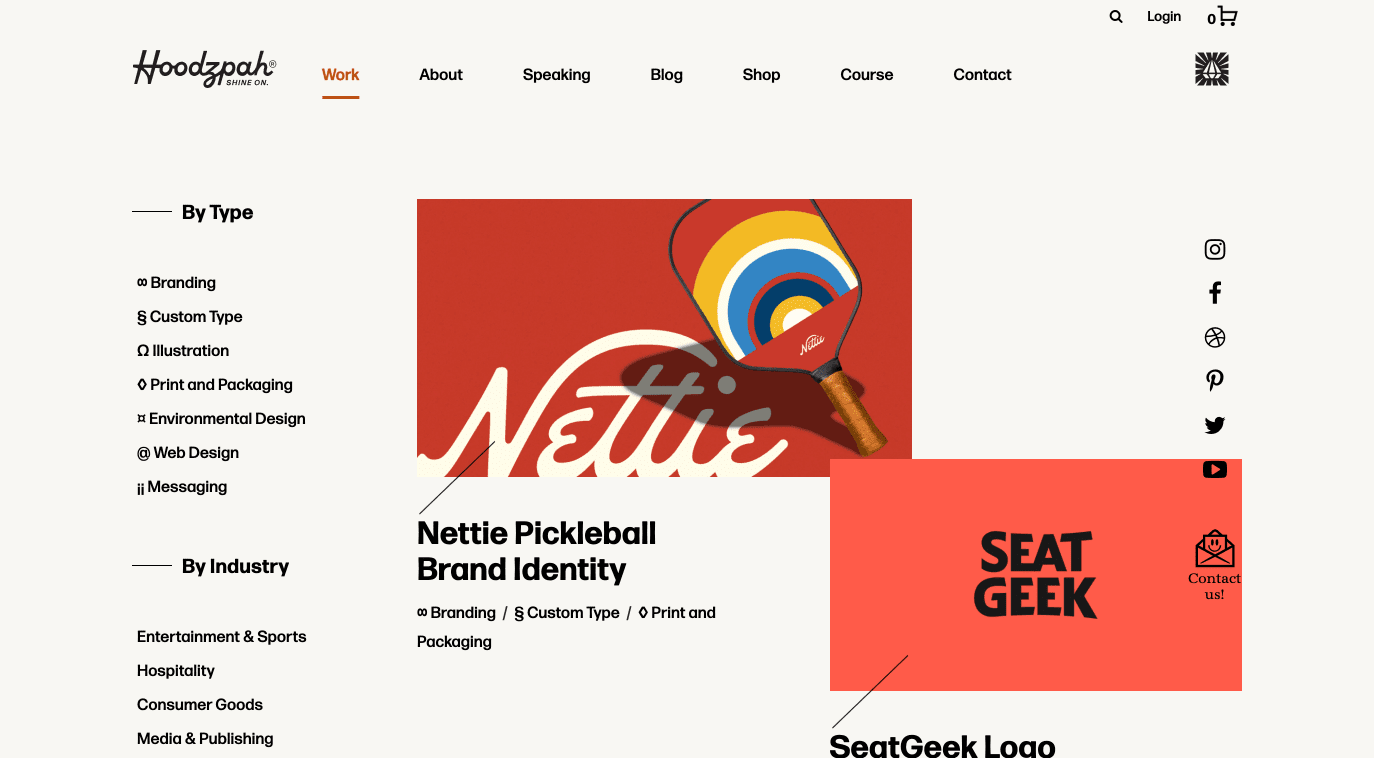 Login
0
Hoodzpah®
SHINE ON.
Work
About
Speaking
Blog
Shop
Course
Contact
By Type
∞ Branding
§ Custom Type
Ω Illustration
◊ Print and Packaging
¤ Environmental Design
@ Web Design
¡¡ Messaging
By Industry
Entertainment & Sports
Hospitality
Consumer Goods
Media & Publishing
Nettie
Nettie
Nettie Pickleball
Brand Identity
∞ Branding / § Custom Type / ◊ Print and
Packaging
SEAT
GEEK
SeatGeek Logo
Contact
us!